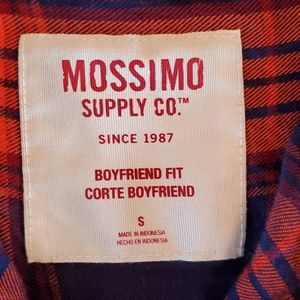 MOSSIMO
SUPPLY CO.™
SINCE 1987
BOYFRIEND FIT
CORTE BOYFRIEND
S
MADE IN INDONESIA
HECHO EN INDONESIA